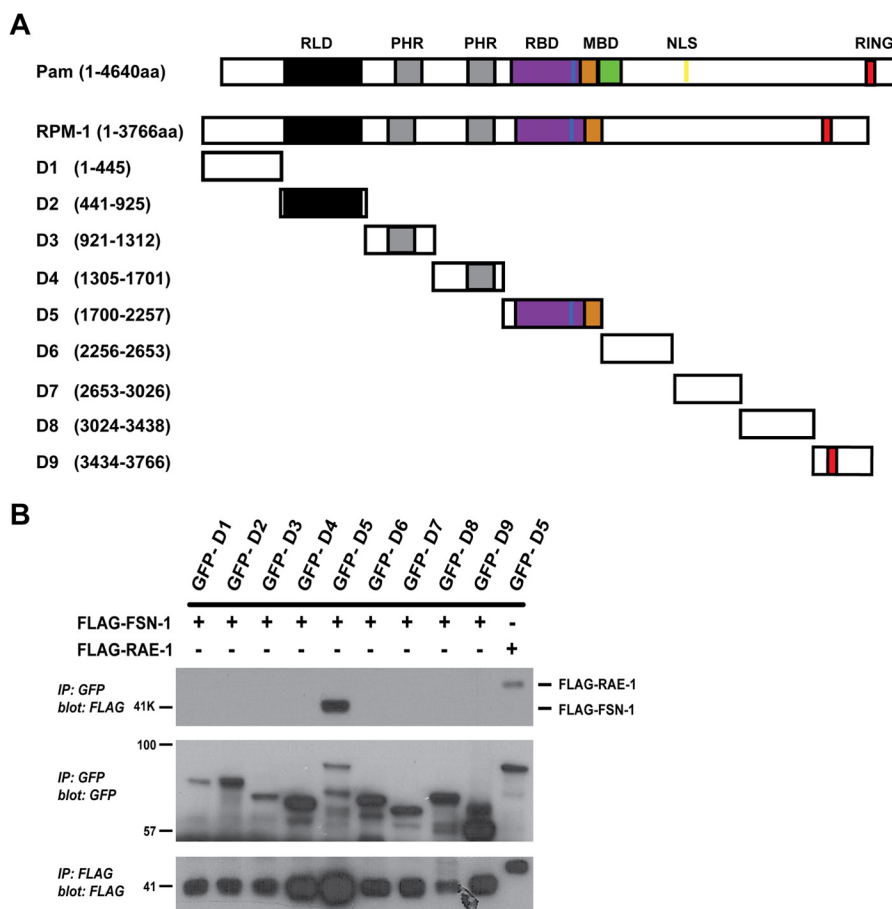 A
RLD PHR PHR RBD MBD NLS RING
Pam (1-4640aa)
RPM-1 (1-3766aa)
D1 (1-445)
D2 (441-925)
D3 (921-1312)
D4 (1305-1701)
D5 (1700-2257)
D6 (2256-2653)
D7 (2653-3026)
D8 (3024-3438)
D9 (3434-3766)
B
GFP- D1 GFP- D2 GFP- D3 GFP- D4 GFP- D5 GFP- D6 GFP- D7 GFP- D8 GFP- D9 GFP- D5
FLAG-FSN-1 + + + + + + + + + -
FLAG-RAE-1 - - - - - - - - - +
IP: GFP
blot: FLAG 41K
FLAG-RAE-1
FLAG-FSN-1
100
IP: GFP
blot: GFP
57
IP: FLAG
blot: FLAG 41